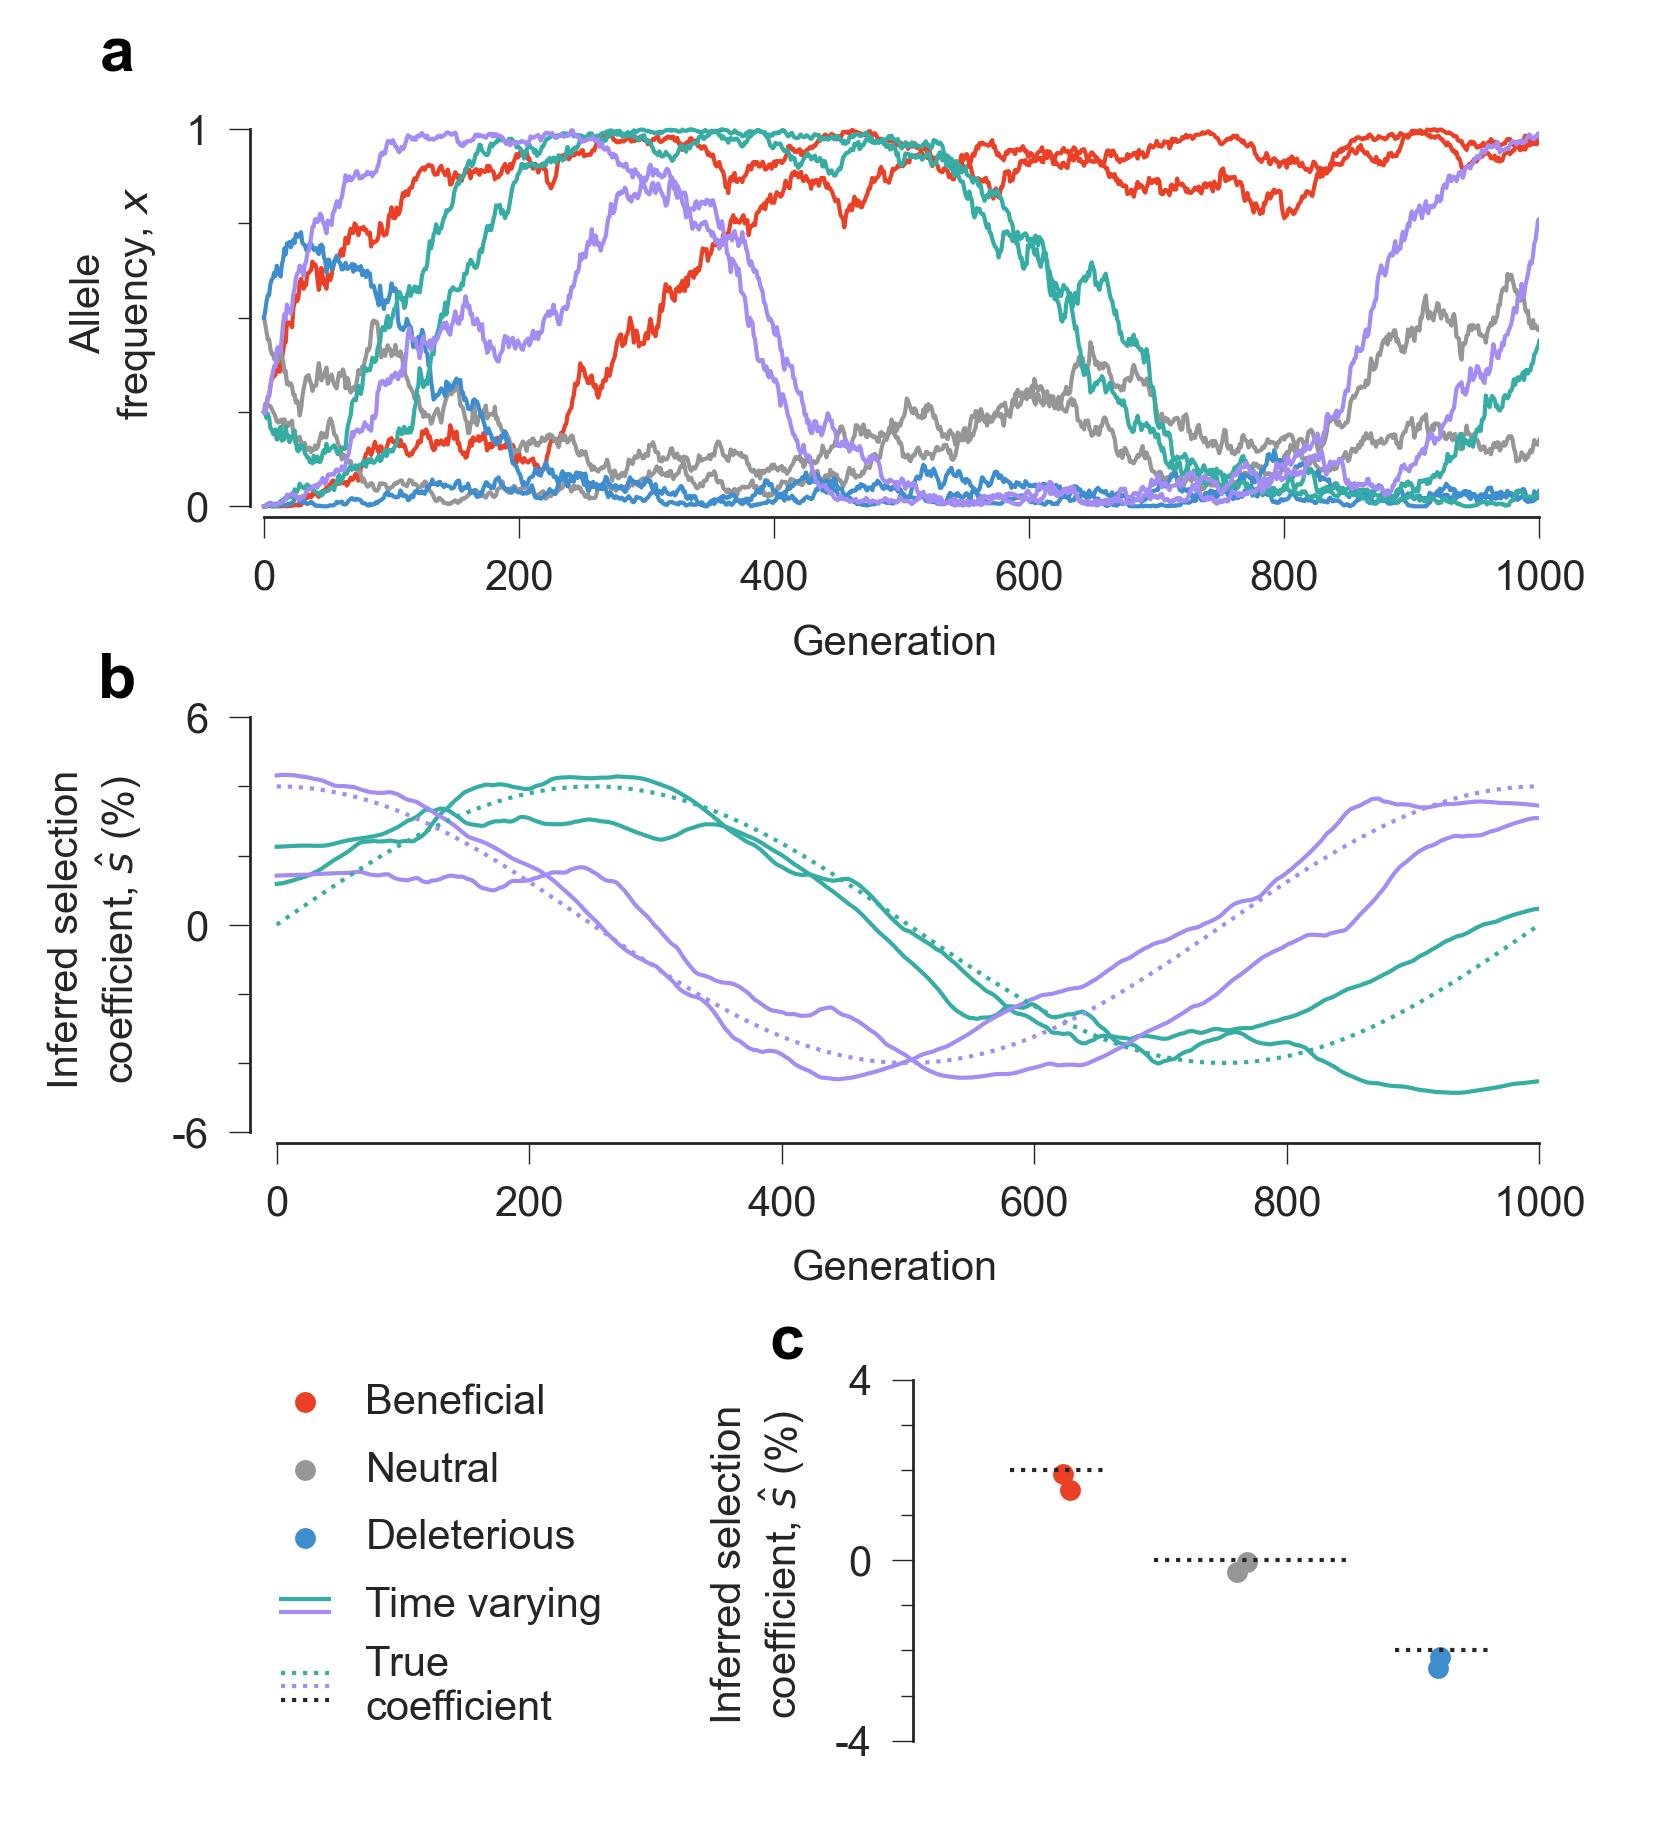 a
1
0
Allele
frequency, x
0 200 400 600 800 1000
Generation
b
6
0
-6
Inferred selection
coefficient, ŝ (%)
0 200 400 600 800 1000
Generation
Beneficial
Neutral
Deleterious
Time varying
True
coefficient
c
4
0
-4
Inferred selection
coefficient, ŝ (%)